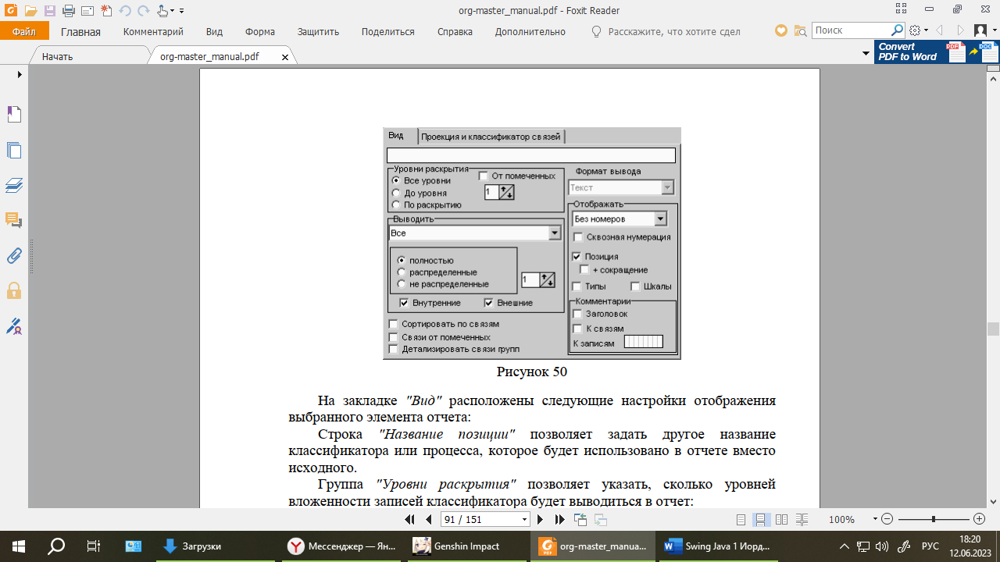 org-master_manual.pdf - Foxit Reader
Файл Главная Комментарий Вид Форма Защитить Поделиться Справка Дополнительно Расскажите, что хотите сдел Поиск
Начать org-master_manual.pdf
Convert
PDF to Word
PDF DOC
Вид Проекция и классификатор связей
Уровни раскрытия
От помеченных
Все уровни
До уровня
1
По раскрытию
Формат вывода
Текст
Выводить
Все
полностью
распределенные
не распределенные
1
Внутренние Внешние
Сортировать по связям
Связи от помеченных
Детализировать связи групп
Отображать
Без номеров
Сквозная нумерация
Позиция
+ сокращение
Типы Шкалы
Комментарии
Заголовок
К связям
К записям
Рисунок 50
На закладке "Вид" расположены следующие настройки отображения
выбранного элемента отчета:
Строка "Название позиции" позволяет задать другое название
классификатора или процесса, которое будет использовано в отчете вместо
исходного.
Группа "Уровни раскрытия" позволяет указать, сколько уровней
вложенности записей классификатора будет выводиться в отчет:
91 / 151
100%
Загрузки
Мессенджер — Ян...
Genshin Impact
org-master_manua...
Swing Java 1 Иорд...
РУС
18:20
12.06.2023